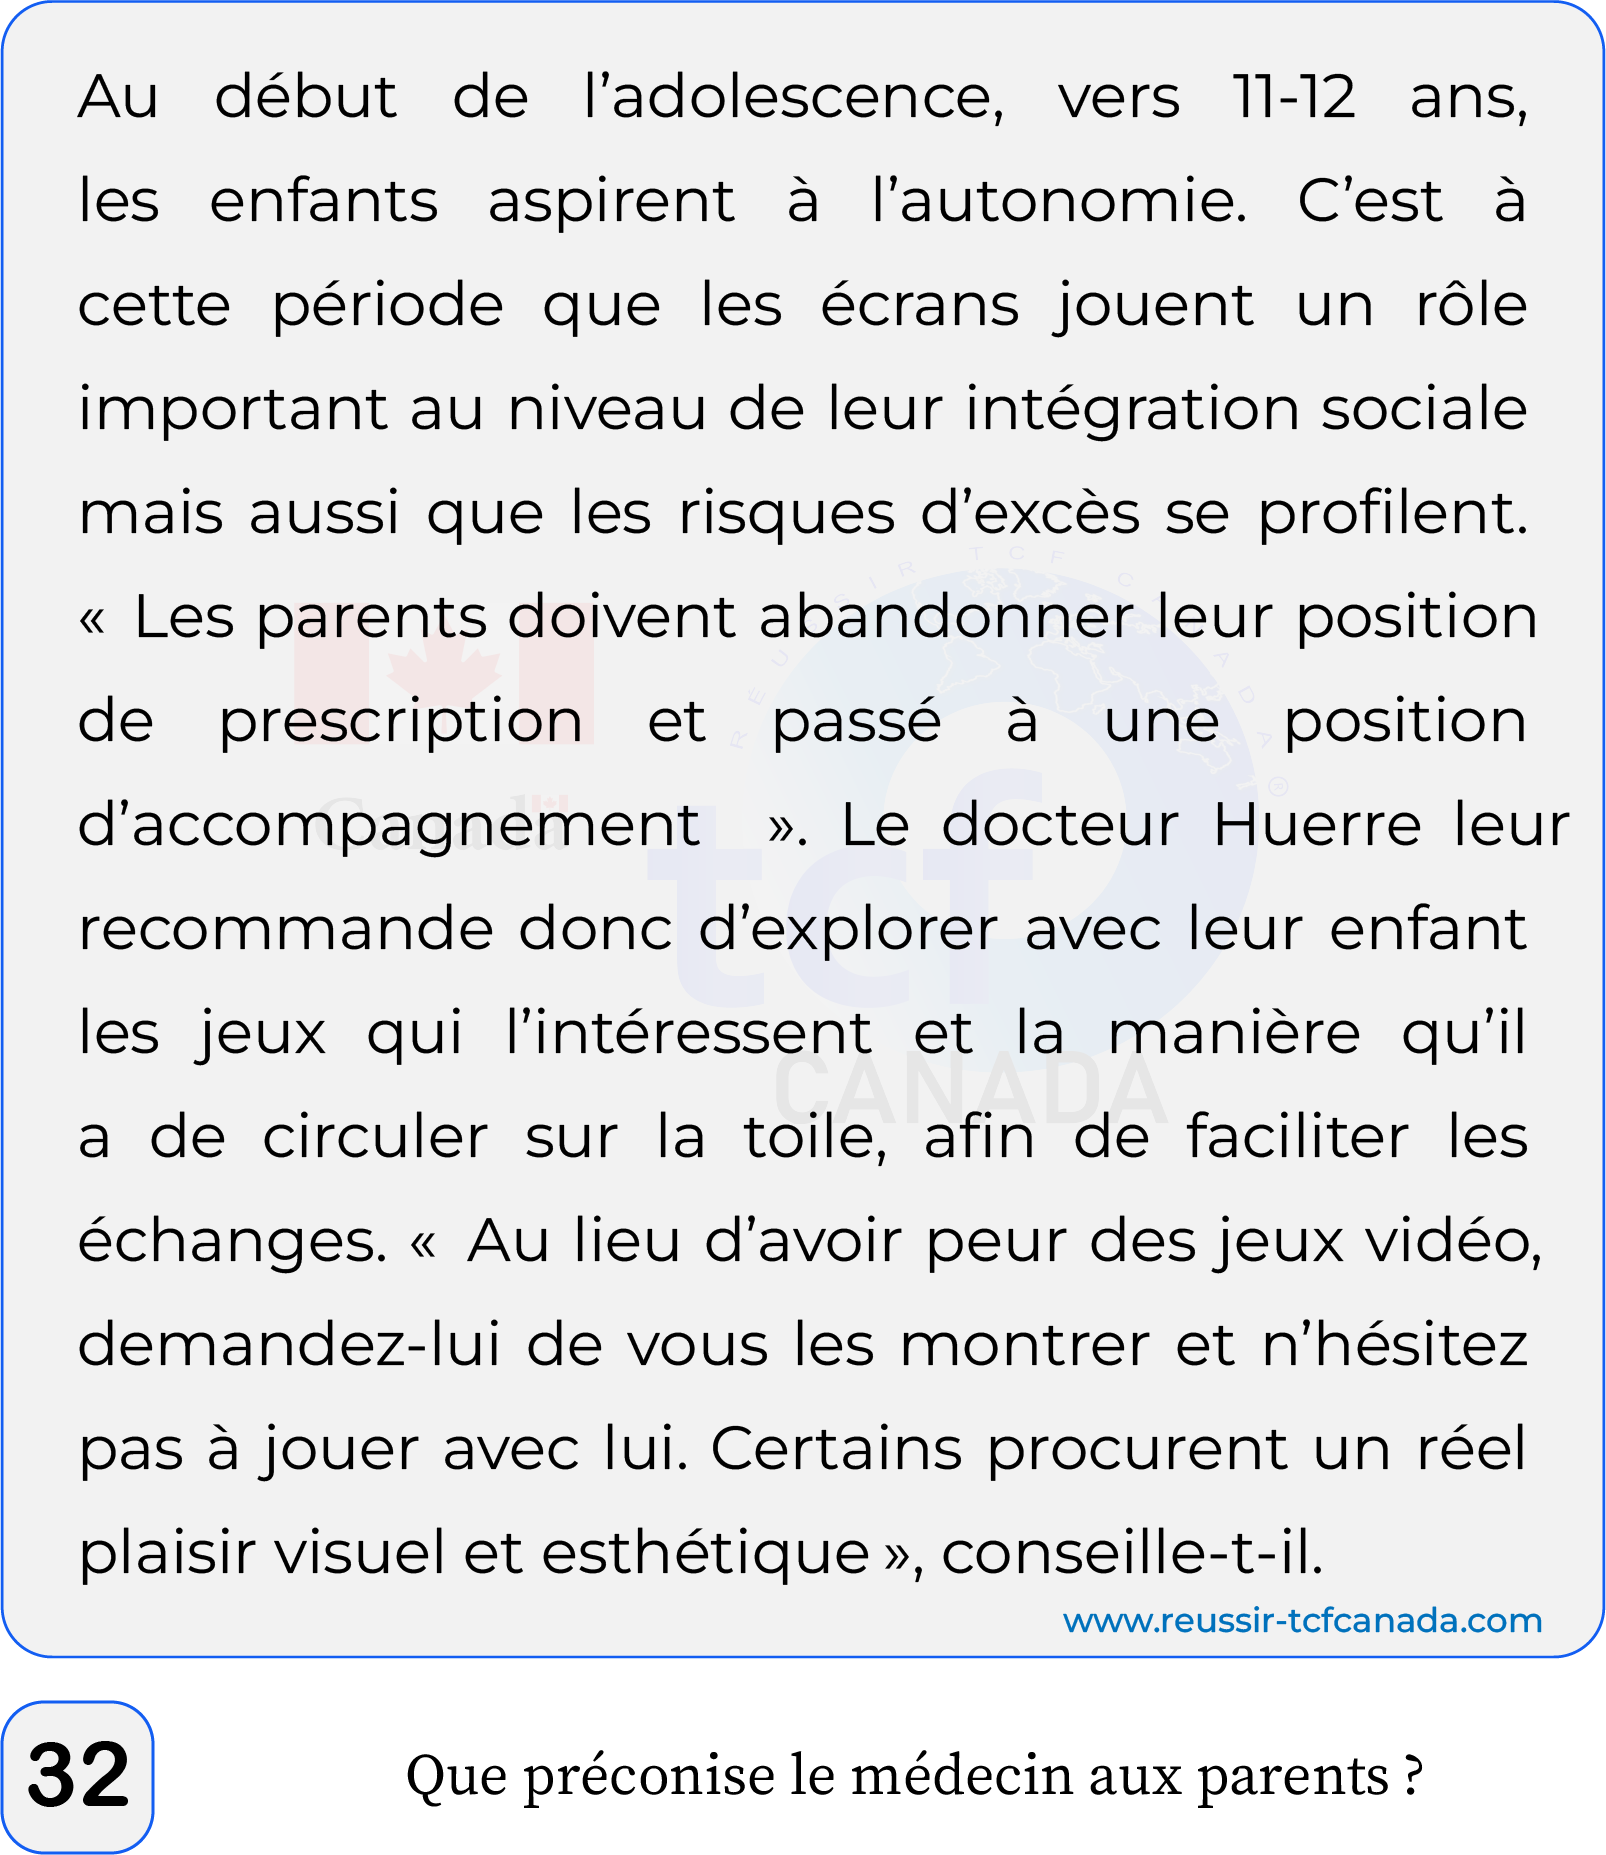 Au début de l’adolescence, vers 11-12 ans,
les enfants aspirent à l’autonomie. C’est à
cette période que les écrans jouent un rôle
important au niveau de leur intégration sociale
mais aussi que les risques d’excès se profilent.
« Les parents doivent abandonner leur position
de prescription et passé à une position
d’accompagnement ». Le docteur Huerre leur
recommande donc d’explorer avec leur enfant
les jeux qui l’intéressent et la manière qu’il
a de circuler sur la toile, afin de faciliter les
échanges. « Au lieu d’avoir peur des jeux vidéo,
demandez-lui de vous les montrer et n’hésitez
pas à jouer avec lui. Certains procurent un réel
plaisir visuel et esthétique », conseille-t-il.
www.reussir-tcfcanada.com
RÉUSSIR TCF CANADA ®
Canada
tcf
CANADA
32
Que préconise le médecin aux parents ?